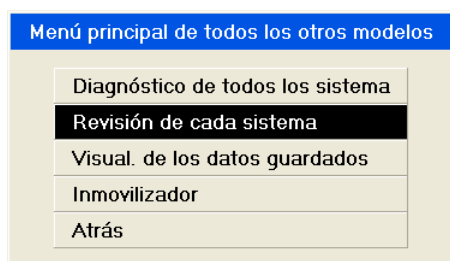 Menú principal de todos los otros modelos
Diagnóstico de todos los sistema
Revisión de cada sistema
Visual. de los datos guardados
Inmovilizador
Atrás